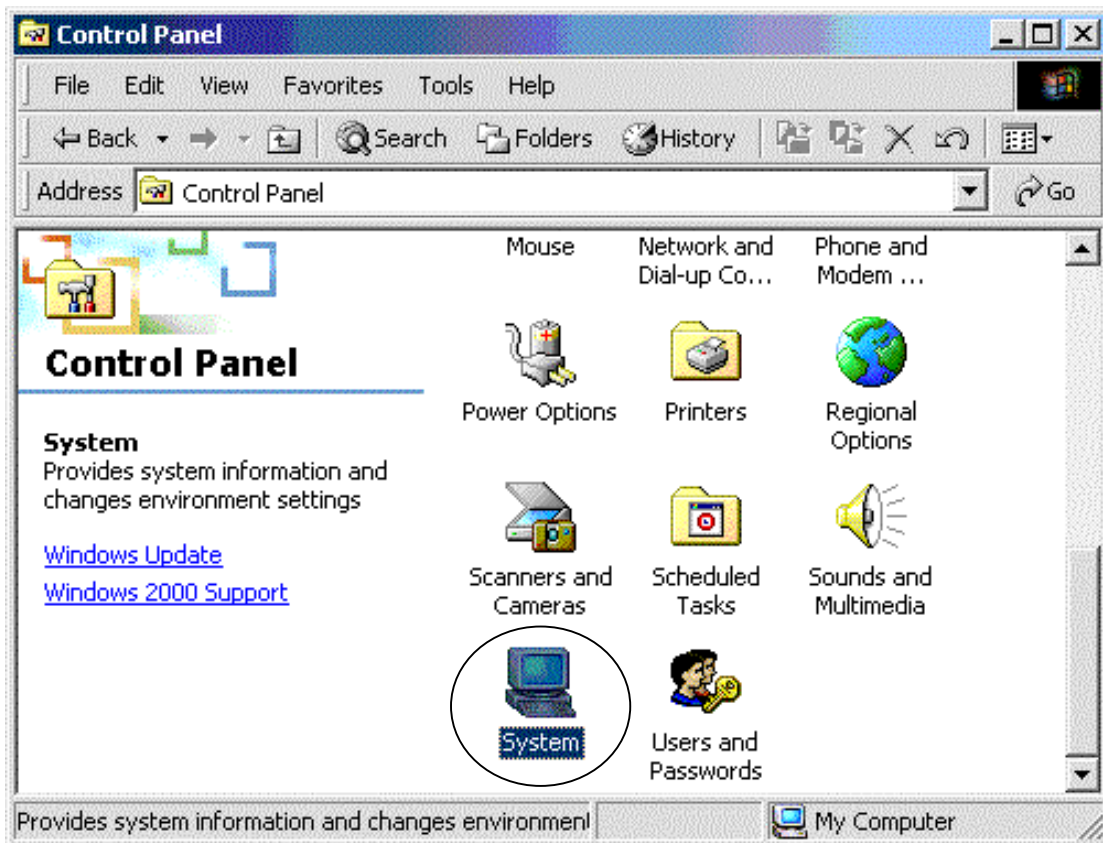 Control Panel
File Edit View Favorites Tools Help
Back Search Folders History
Address Control Panel Go
Mouse Network and Phone and
Dial-up Co... Modem ...
Control Panel
Power Options Printers Regional
Options
System
Provides system information and
changes environment settings
Windows Update
Windows 2000 Support
Scanners and Scheduled Sounds and
Cameras Tasks Multimedia
System Users and
Passwords
Provides system information and changes environment My Computer